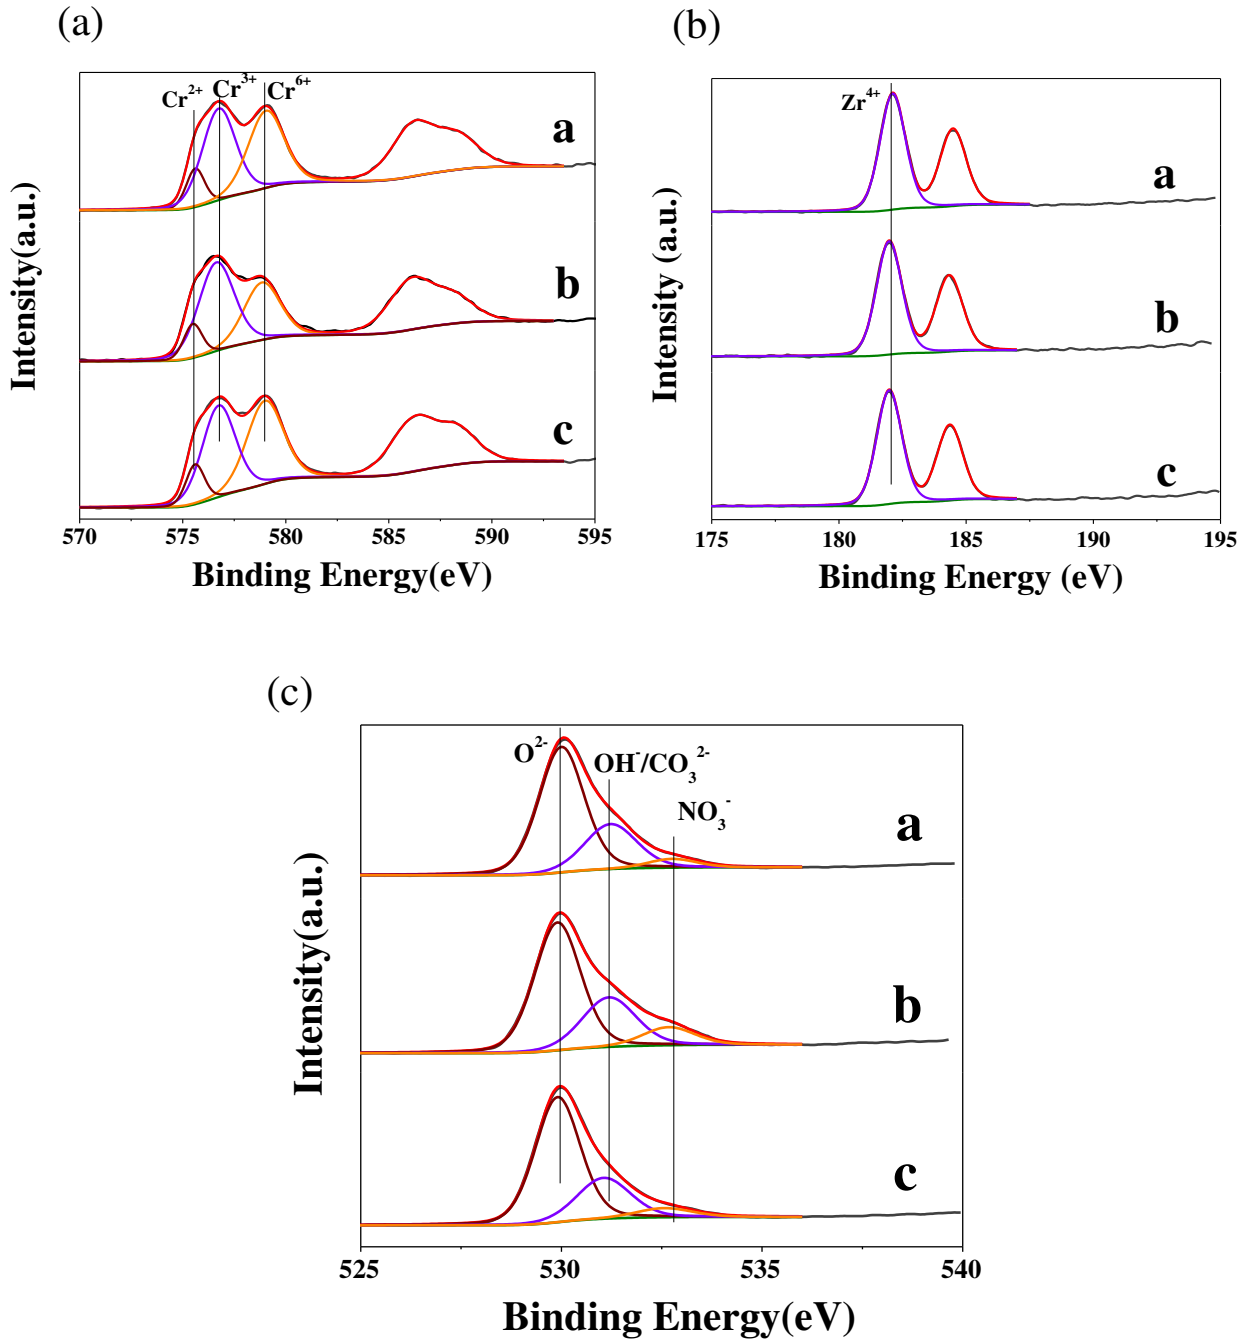 (a)
Cr²⁺ Cr³⁺ Cr⁶⁺
a
b
c
Intensity(a.u.)
570 575 580 585 590 595
Binding Energy(eV)
(b)
Zr⁴⁺
a
b
c
Intensity (a.u.)
175 180 185 190 195
Binding Energy (eV)
(c)
O²⁻ OH⁻/CO₃²⁻
NO₃⁻
a
b
c
Intensity(a.u.)
525 530 535 540
Binding Energy(eV)